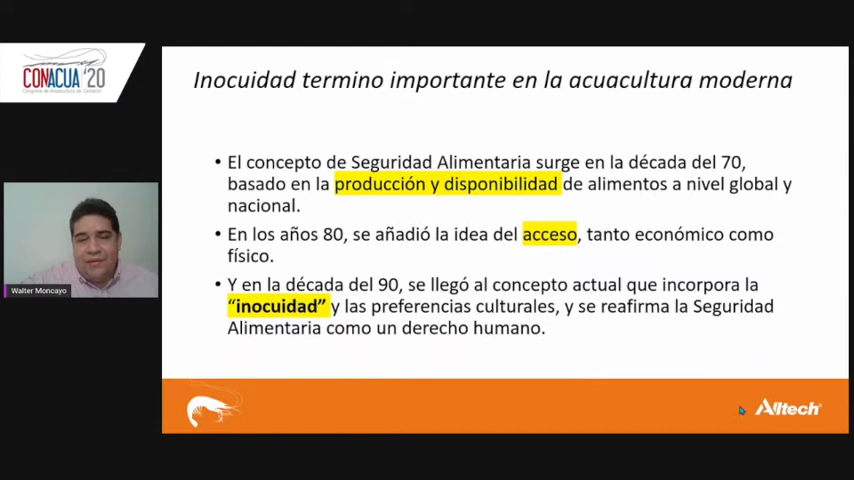 CONACUA '20
Congreso de Acuacultura de Camarón
Inocuidad termino importante en la acuacultura moderna
• El concepto de Seguridad Alimentaria surge en la década del 70,
basado en la producción y disponibilidad de alimentos a nivel global y
nacional.
• En los años 80, se añadió la idea del acceso, tanto económico como
físico.
• Y en la década del 90, se llegó al concepto actual que incorpora la
“inocuidad” y las preferencias culturales, y se reafirma la Seguridad
Alimentaria como un derecho humano.
Walter Moncayo
Alltech®